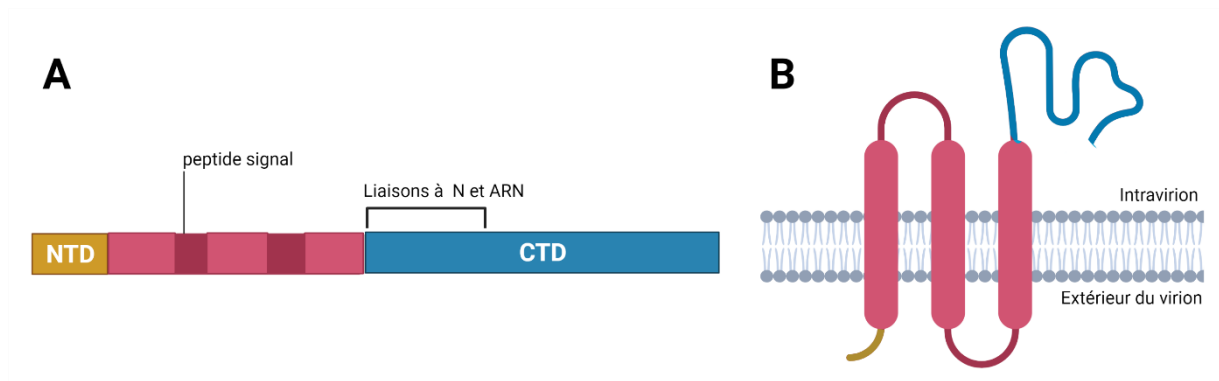 A
peptide signal
Liaisons à N et ARN
NTD
CTD
B
Intravirion
Extérieur du virion